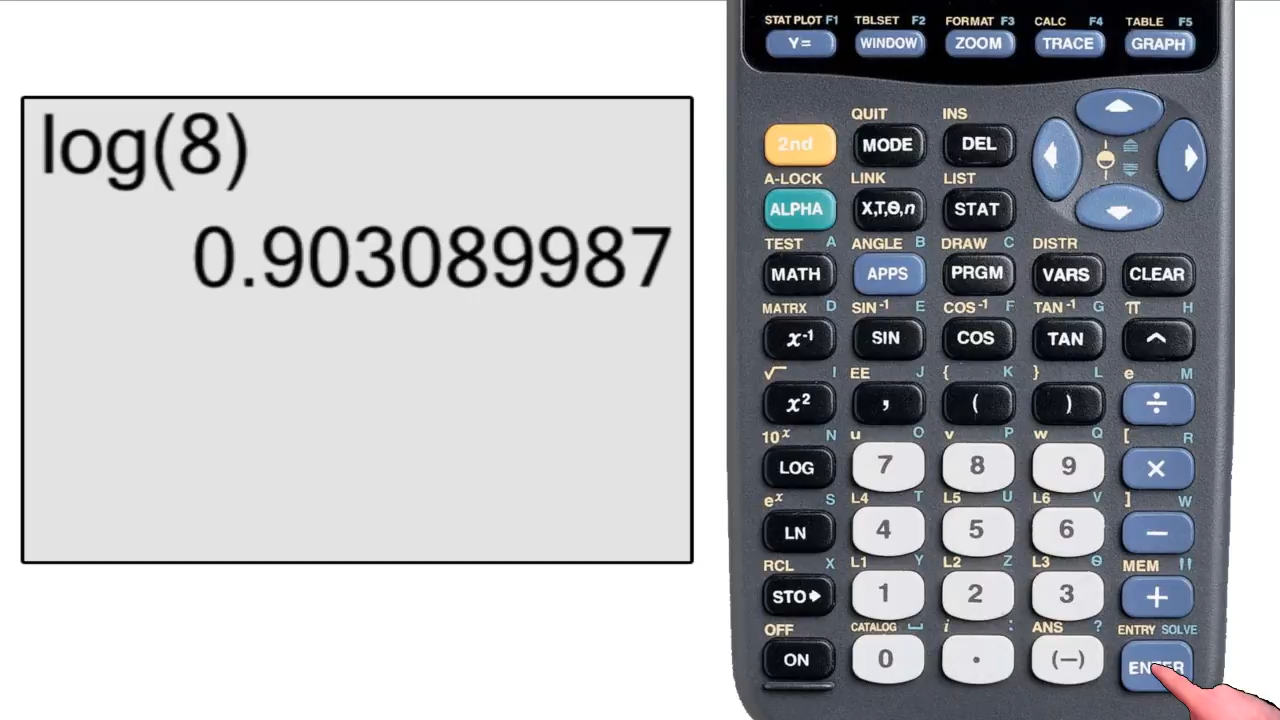 log(8)
0.903089987
STAT PLOT F1 TBLSET F2 FORMAT F3 CALC F4 TABLE F5
Y= WINDOW ZOOM TRACE GRAPH
QUIT INS
2nd MODE DEL
A-LOCK LINK LIST
ALPHA X,T,Θ,n STAT
TEST A ANGLE B DRAW C DISTR
MATH APPS PRGM VARS CLEAR
MATRX D SIN⁻¹ E COS⁻¹ F TAN⁻¹ G π H
x⁻¹ SIN COS TAN ^
√ I EE J { K } L e M
x² , ( ) ÷
10ˣ N u O v P w Q [ R
LOG 7 8 9 ×
eˣ S L4 T L5 U L6 V ] W
LN 4 5 6 −
RCL X L1 Y L2 Z L3 Θ MEM "
STO▸ 1 2 3 +
OFF CATALOG ⎵ i : ANS ? ENTRY SOLVE
ON 0 . (−) ENTER